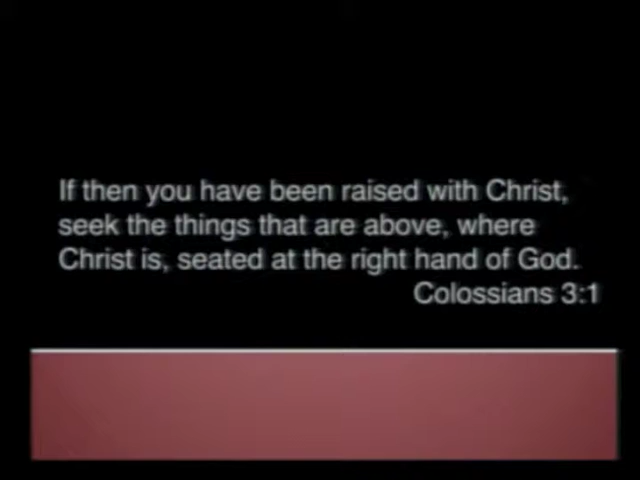 If then you have been raised with Christ,
seek the things that are above, where
Christ is, seated at the right hand of God.
Colossians 3:1